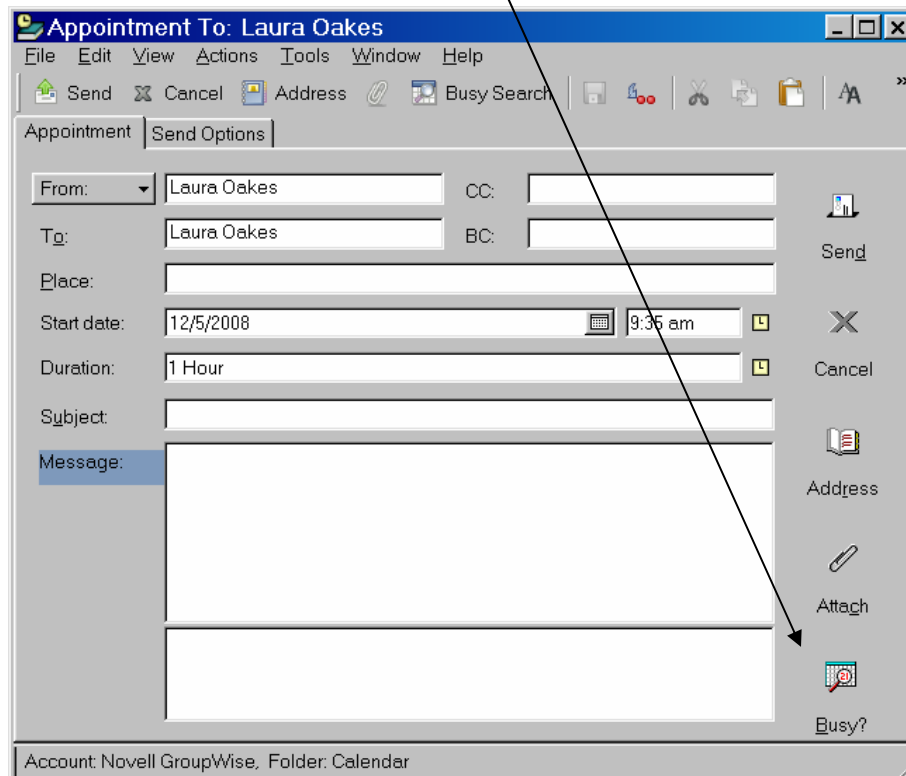 Appointment To: Laura Oakes
File Edit View Actions Tools Window Help
Send Cancel Address Busy Search AA »
Appointment Send Options
From: Laura Oakes CC:
To: Laura Oakes BC:
Send
Place:
Start date: 12/5/2008 9:35 am
Duration: 1 Hour
Cancel
Subject:
Message:
Address
Attach
21
Busy?
Account: Novell GroupWise, Folder: Calendar